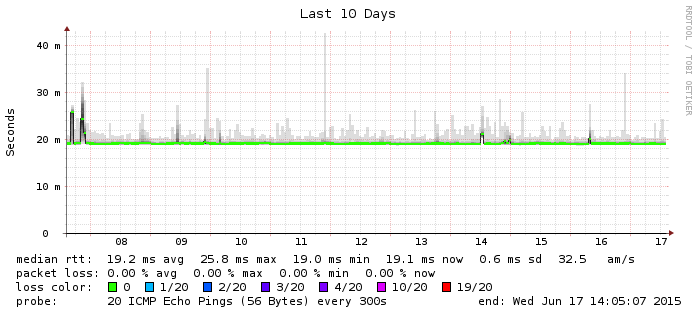 Last 10 Days
RRDTOOL / TOBI OETIKER
Seconds
40 m
30 m
20 m
10 m
0
08 09 10 11 12 13 14 15 16 17
median rtt: 19.2 ms avg 25.8 ms max 19.0 ms min 19.1 ms now 0.6 ms sd 32.5 am/s
packet loss: 0.00 % avg 0.00 % max 0.00 % min 0.00 % now
loss color: 0 1/20 2/20 3/20 4/20 10/20 19/20
probe: 20 ICMP Echo Pings (56 Bytes) every 300s end: Wed Jun 17 14:05:07 2015